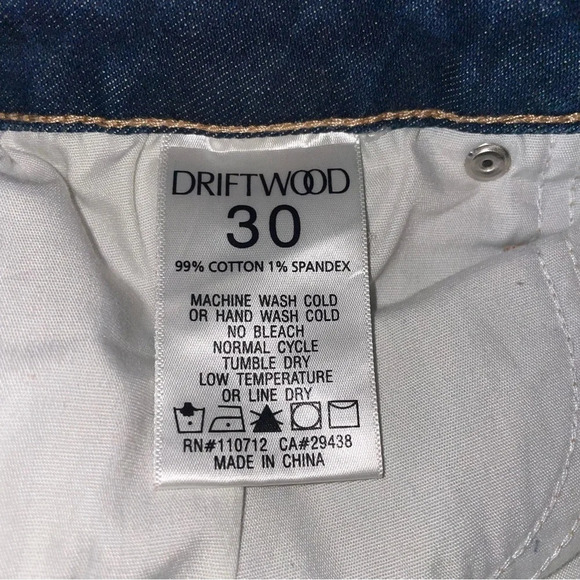 DRIFTWOOD
30
99% COTTON 1% SPANDEX
MACHINE WASH COLD
OR HAND WASH COLD
NO BLEACH
NORMAL CYCLE
TUMBLE DRY
LOW TEMPERATURE
OR LINE DRY
RN#110712 CA#29438
MADE IN CHINA